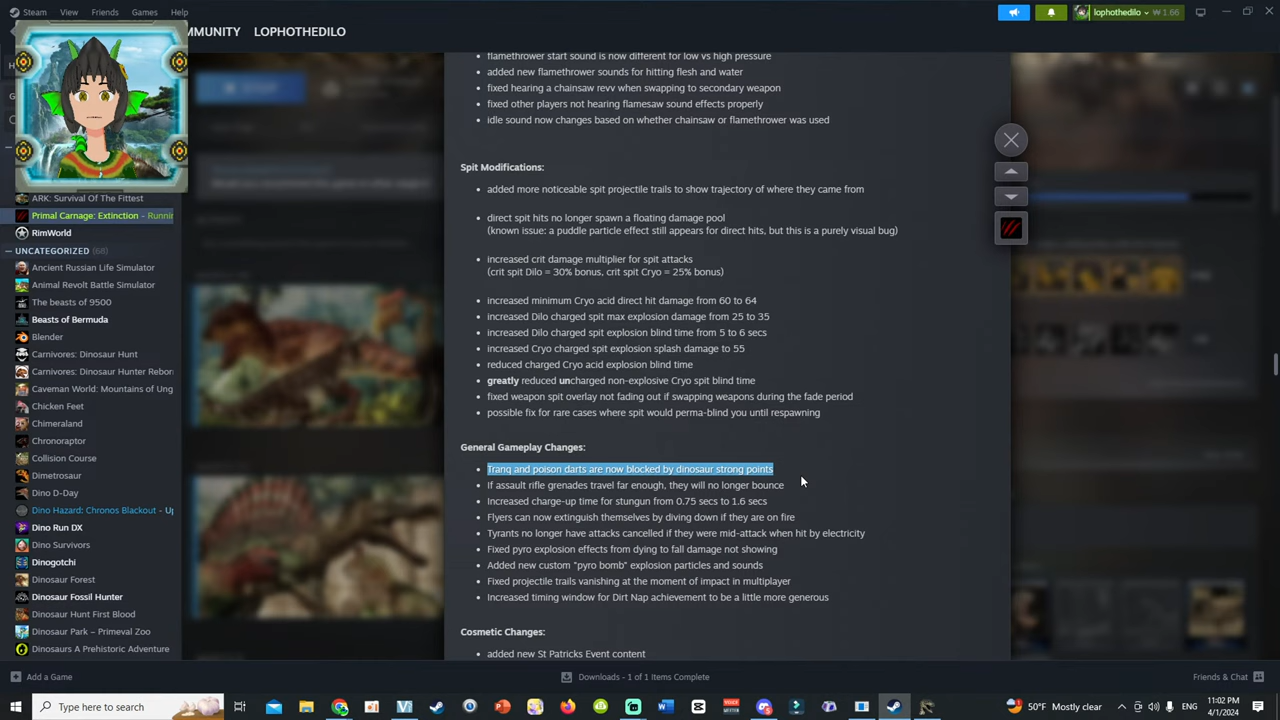 Steam View Friends Games Help
lophothedilo ₩ 1.66
MMUNITY LOPHOTHEDILO
flamethrower start sound is now different for low vs high pressure
added new flamethrower sounds for hitting flesh and water
fixed hearing a chainsaw revv when swapping to secondary weapon
fixed other players not hearing flamesaw sound effects properly
idle sound now changes based on whether chainsaw or flamethrower was used
Spit Modifications:
added more noticeable spit projectile trails to show trajectory of where they came from
direct spit hits no longer spawn a floating damage pool
(known issue: a puddle particle effect still appears for direct hits, but this is a purely visual bug)
increased crit damage multiplier for spit attacks
(crit spit Dilo = 30% bonus, crit spit Cryo = 25% bonus)
increased minimum Cryo acid direct hit damage from 60 to 64
increased Dilo charged spit max explosion damage from 25 to 35
increased Dilo charged spit explosion blind time from 5 to 6 secs
increased Cryo charged spit explosion splash damage to 55
reduced charged Cryo acid explosion blind time
greatly reduced uncharged non-explosive Cryo spit blind time
fixed weapon spit overlay not fading out if swapping weapons during the fade period
possible fix for rare cases where spit would perma-blind you until respawning
General Gameplay Changes:
Tranq and poison darts are now blocked by dinosaur strong points
If assault rifle grenades travel far enough, they will no longer bounce
Increased charge-up time for stungun from 0.75 secs to 1.6 secs
Flyers can now extinguish themselves by diving down if they are on fire
Tyrants no longer have attacks cancelled if they were mid-attack when hit by electricity
Fixed pyro explosion effects from dying to fall damage not showing
Added new custom "pyro bomb" explosion particles and sounds
Fixed projectile trails vanishing at the moment of impact in multiplayer
Increased timing window for Dirt Nap achievement to be a little more generous
Cosmetic Changes:
added new St Patricks Event content
ARK: Survival Of The Fittest
Primal Carnage: Extinction - Runnin
RimWorld
UNCATEGORIZED (68)
Ancient Russian Life Simulator
Animal Revolt Battle Simulator
The beasts of 9500
Beasts of Bermuda
Blender
Carnivores: Dinosaur Hunt
Carnivores: Dinosaur Hunter Rebor
Caveman World: Mountains of Ung
Chicken Feet
Chimeraland
Chronoraptor
Collision Course
Dimetrux
Dino D-Day
Dino Hazard: Chronos Blackout - Up
Dino Run DX
Dino Survivors
Dinogotchi
Dinosaur Forest
Dinosaur Fossil Hunter
Dinosaur Hunt First Blood
Dinosaur Park – Primeval Zoo
Dinosaurs A Prehistoric Adventure
Add a Game
Downloads - 1 of 1 Items Complete
Friends & Chat
Type here to search
50°F Mostly clear
11:02 PM
4/1/2024